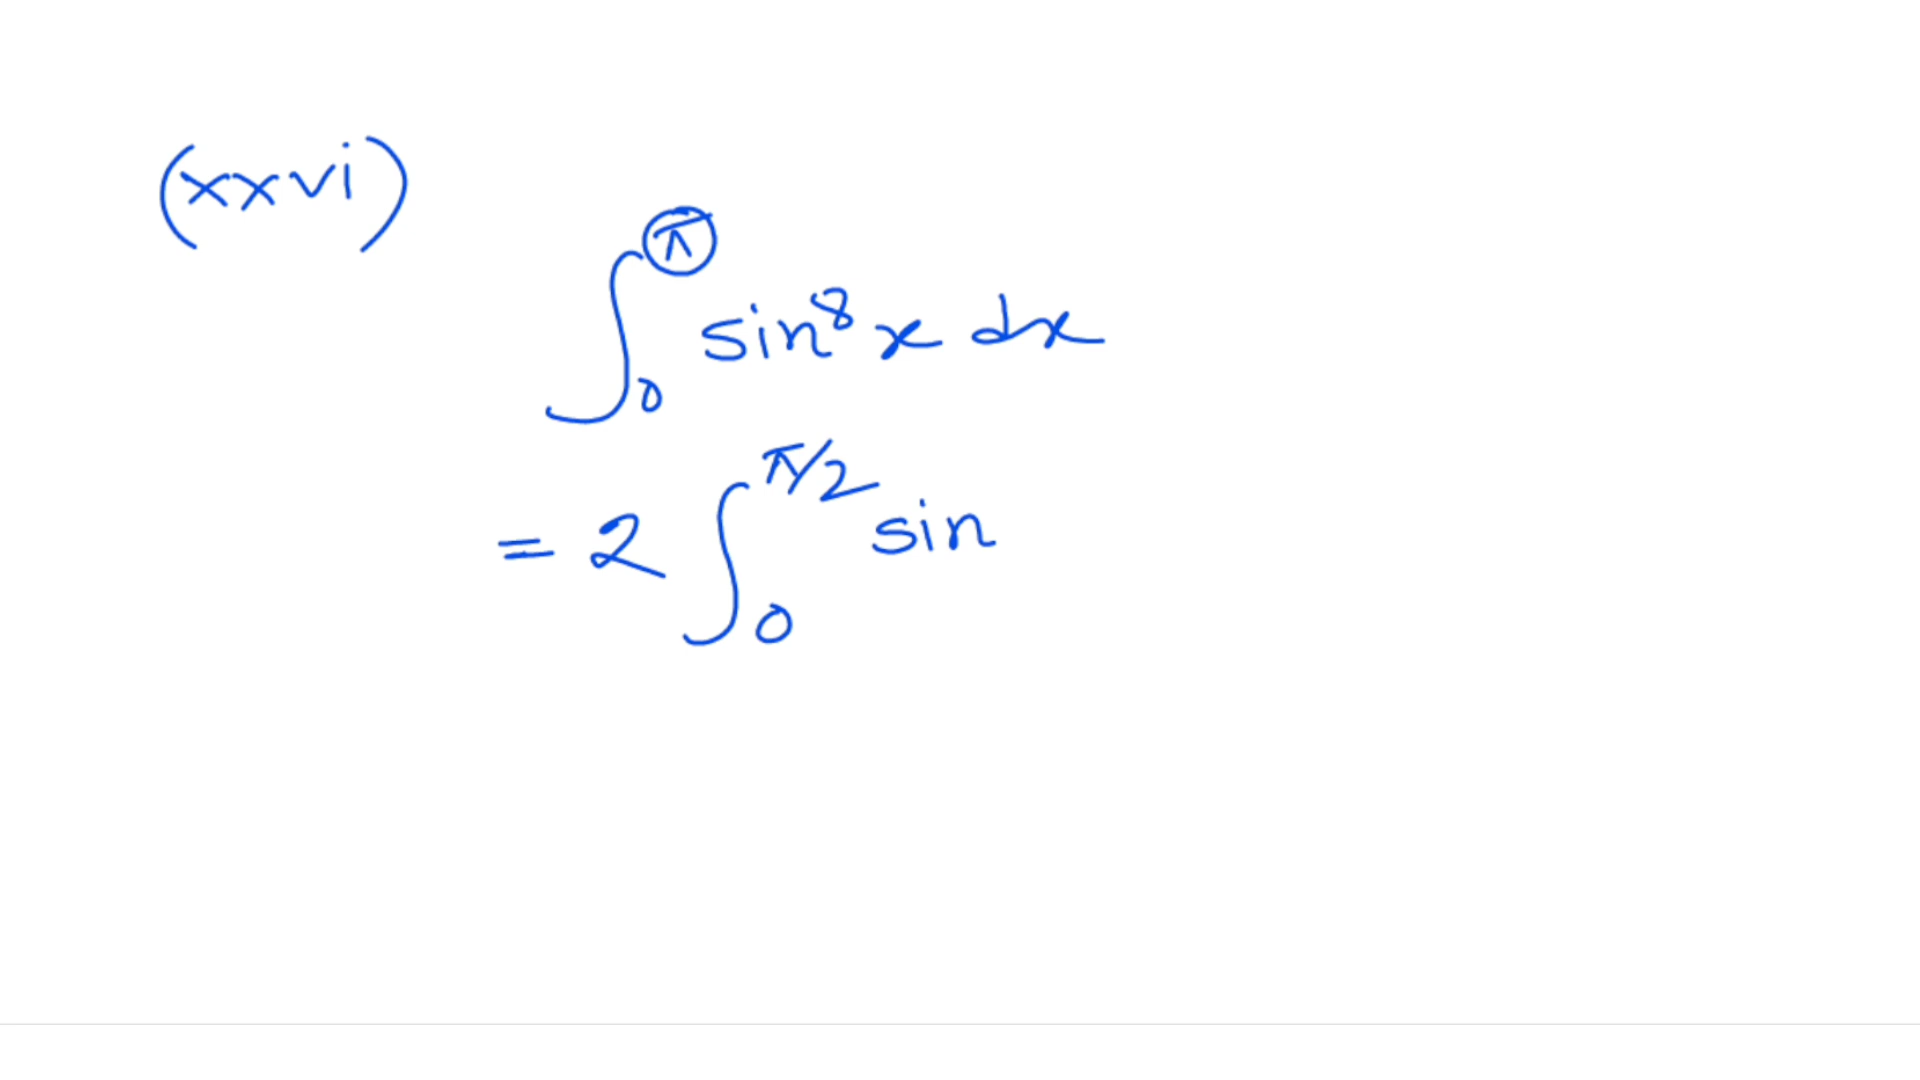 (xxvi)
∫₀^π sin⁸x dx
= 2 ∫₀^π/2 sin